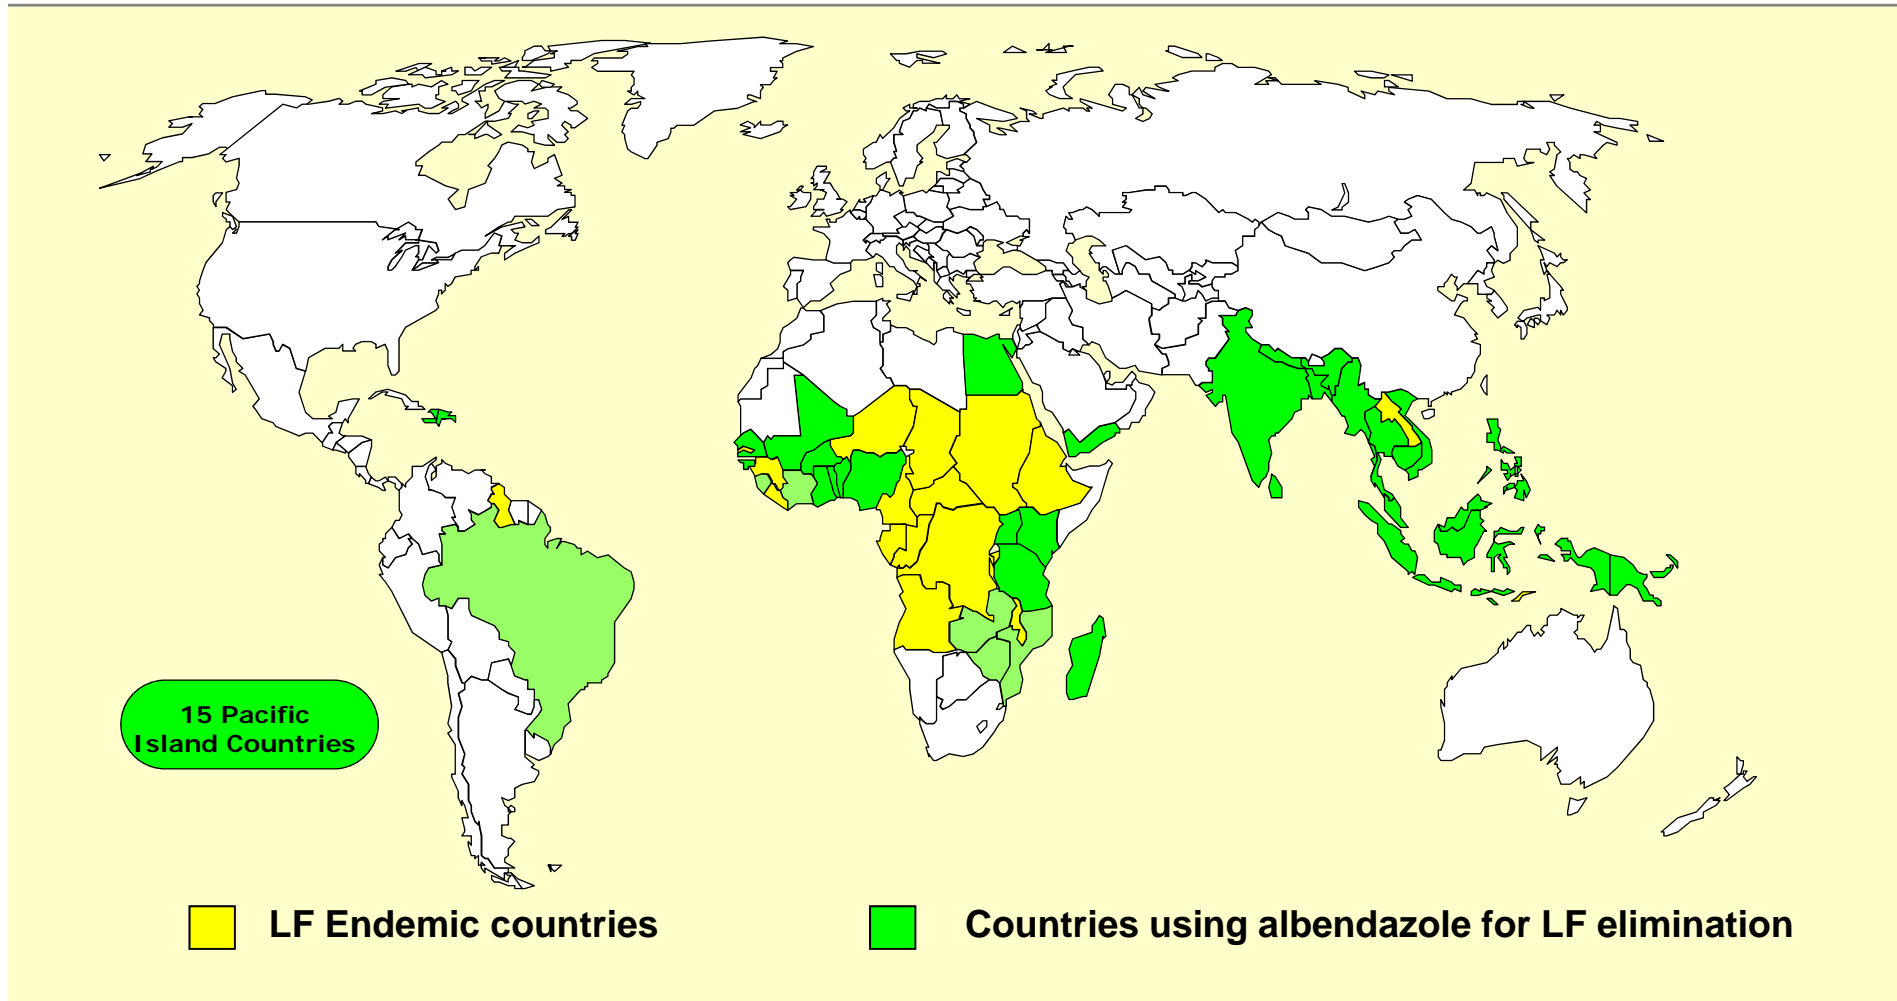 15 Pacific
Island Countries
LF Endemic countries
Countries using albendazole for LF elimination